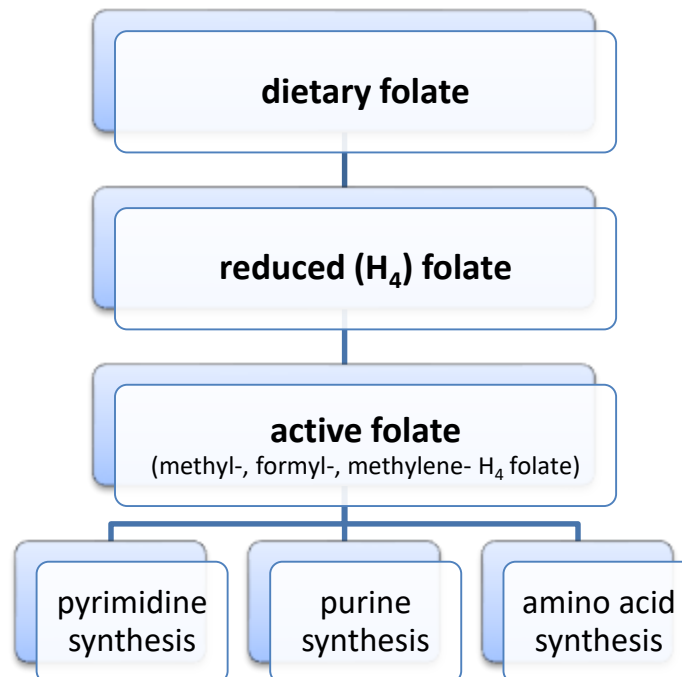 dietary folate
reduced (H₄) folate
active folate
(methyl-, formyl-, methylene- H₄ folate)
pyrimidine
synthesis
purine
synthesis
amino acid
synthesis